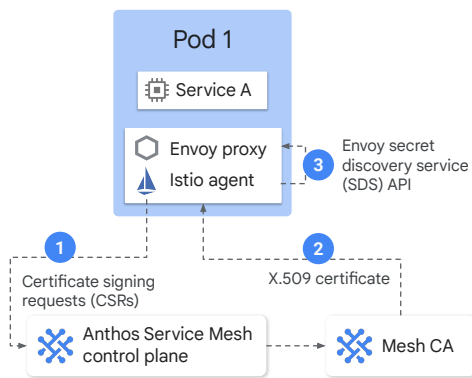 Pod 1
Service A
Envoy proxy
Istio agent
3
Envoy secret
discovery service
(SDS) API
1
Certificate signing
requests (CSRs)
2
X.509 certificate
Anthos Service Mesh
control plane
Mesh CA